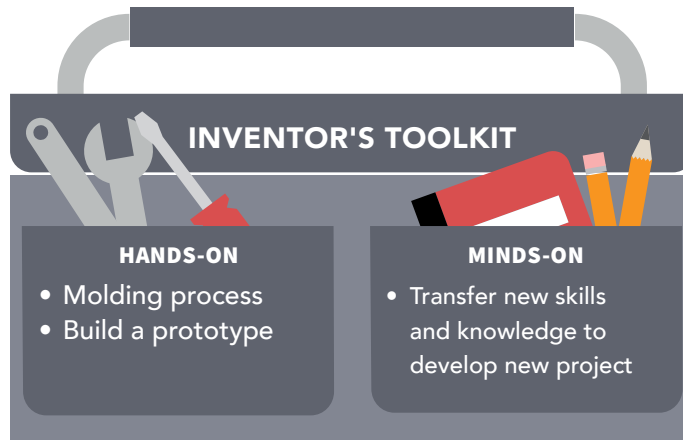 INVENTOR'S TOOLKIT
HANDS-ON
• Molding process
• Build a prototype
MINDS-ON
• Transfer new skills
and knowledge to
develop new project